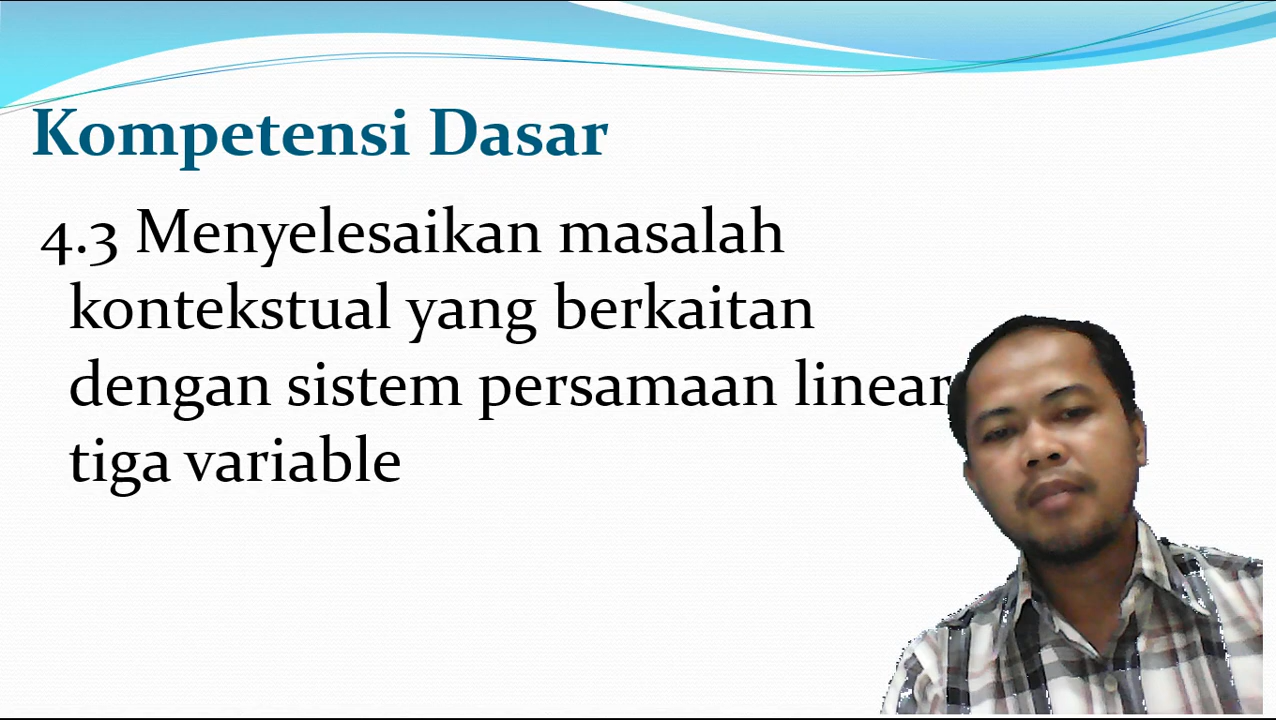 Kompetensi Dasar
4.3 Menyelesaikan masalah
kontekstual yang berkaitan
dengan sistem persamaan linear
tiga variable